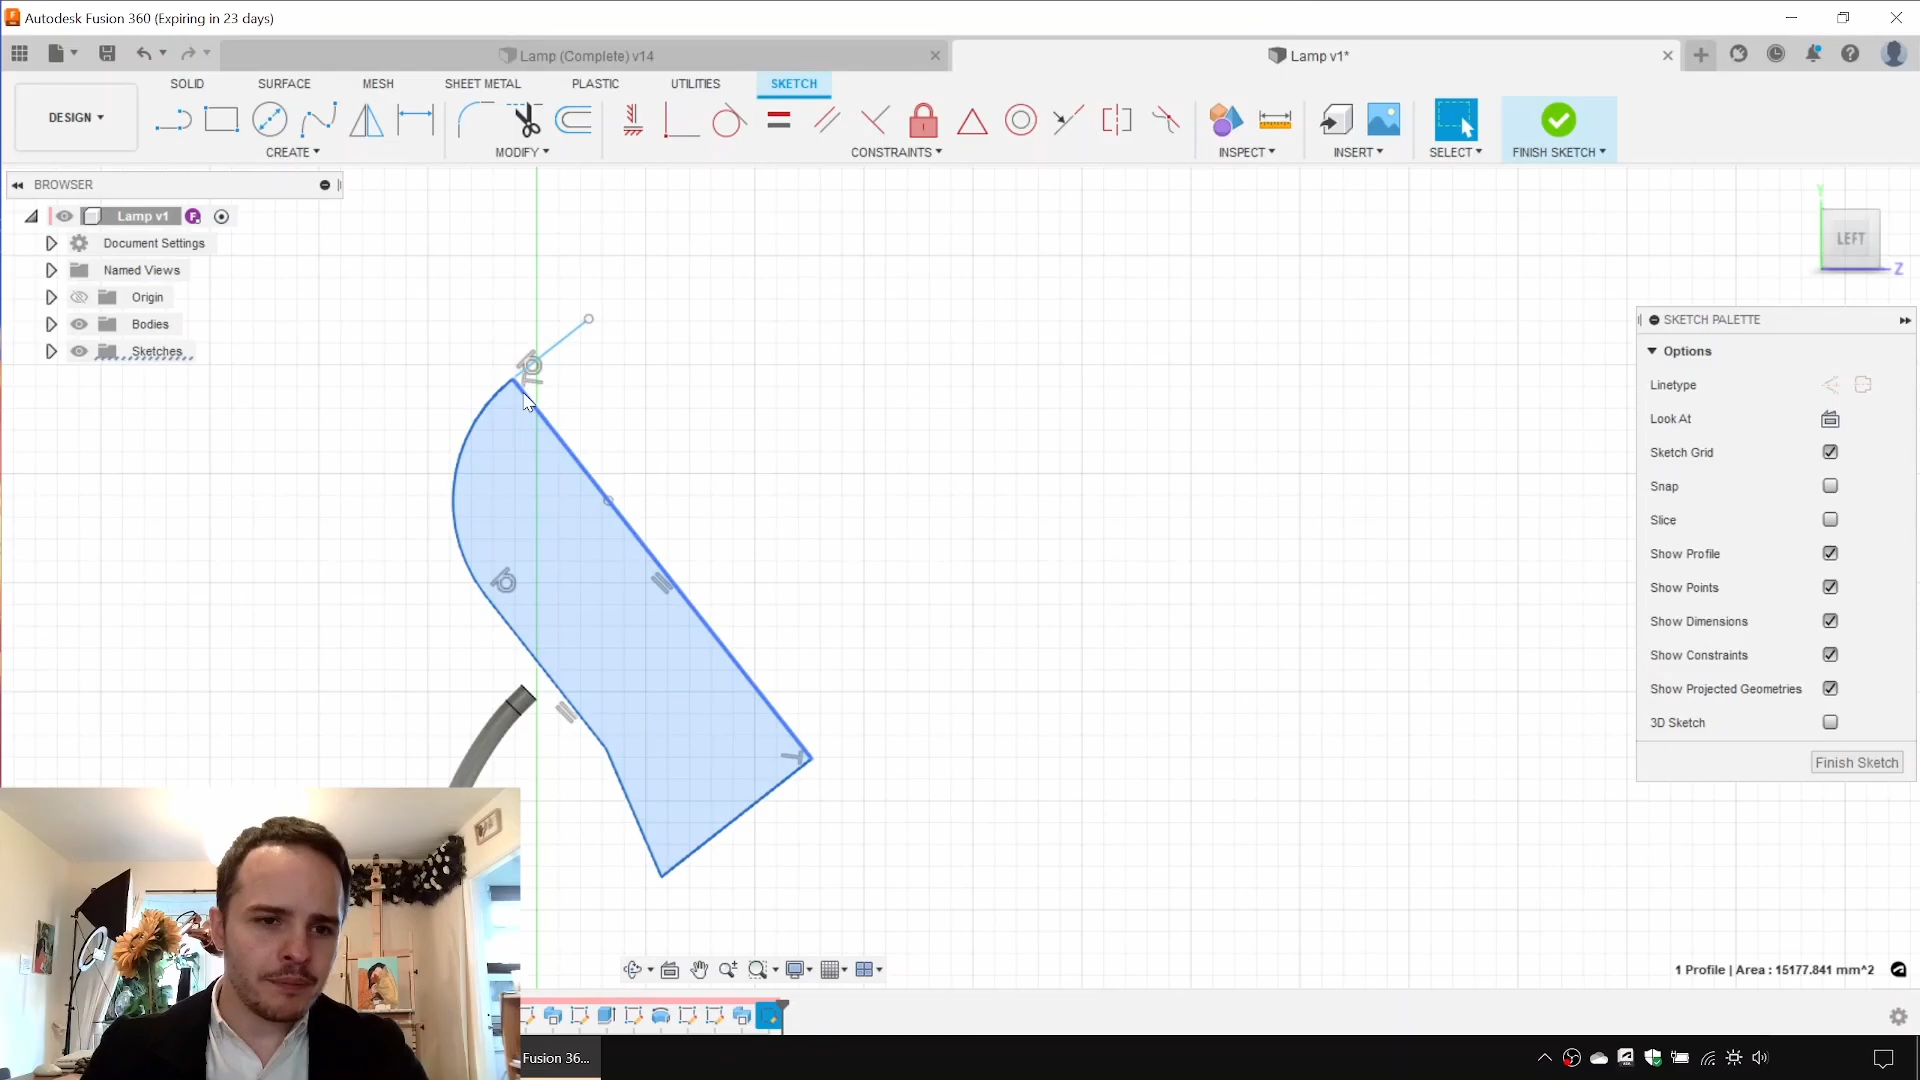 Autodesk Fusion 360 (Expiring in 23 days)
Lamp (Complete) v14
Lamp v1*
SOLID SURFACE MESH SHEET METAL PLASTIC UTILITIES SKETCH
DESIGN
CREATE MODIFY CONSTRAINTS INSPECT INSERT SELECT FINISH SKETCH
BROWSER
Lamp v1
Document Settings
Named Views
Origin
Bodies
Sketches
Y
LEFT
Z
SKETCH PALETTE
Options
Linetype
Look At
Sketch Grid
Snap
Slice
Show Profile
Show Points
Show Dimensions
Show Constraints
Show Projected Geometries
3D Sketch
Finish Sketch
1 Profile | Area : 15177.841 mm^2
Fusion 36...